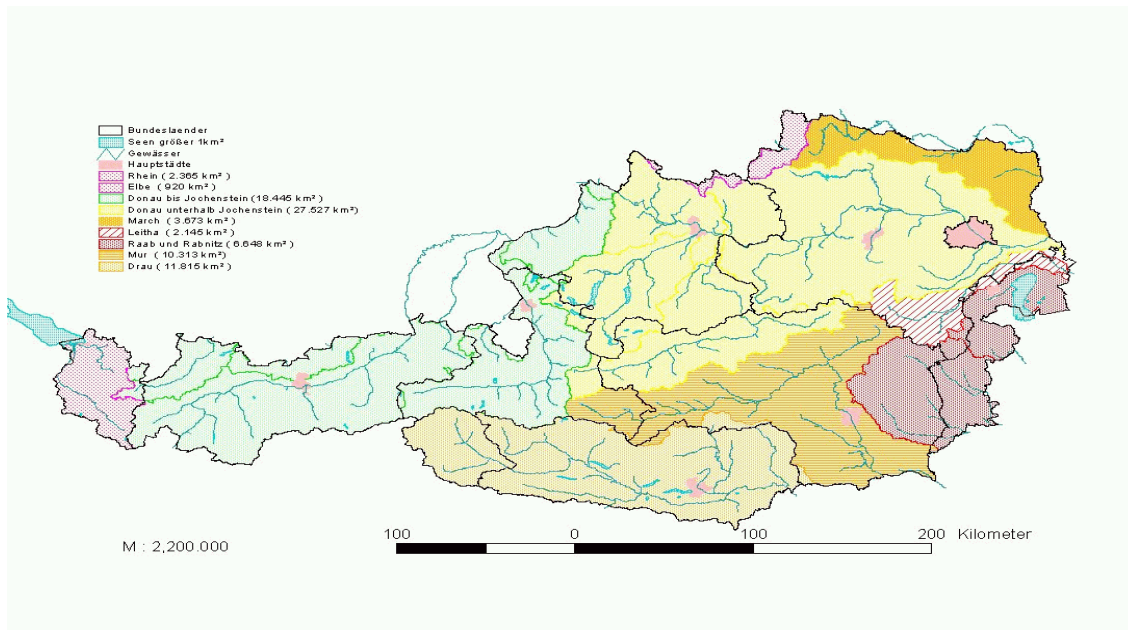 Bundeslaender
Seen größer 1km²
Gewässer
Hauptstädte
Rhein ( 2.365 km² )
Elbe ( 920 km² )
Donau bis Jochenstein (18.445 km² )
Donau unterhalb Jochenstein ( 27.527 km² )
March ( 3.673 km² )
Leitha ( 2.145 km² )
Raab und Rabnitz ( 6.648 km² )
Mur ( 10.313 km² )
Drau ( 11.815 km² )
100 0 100 200 Kilometer
M : 2,200.000